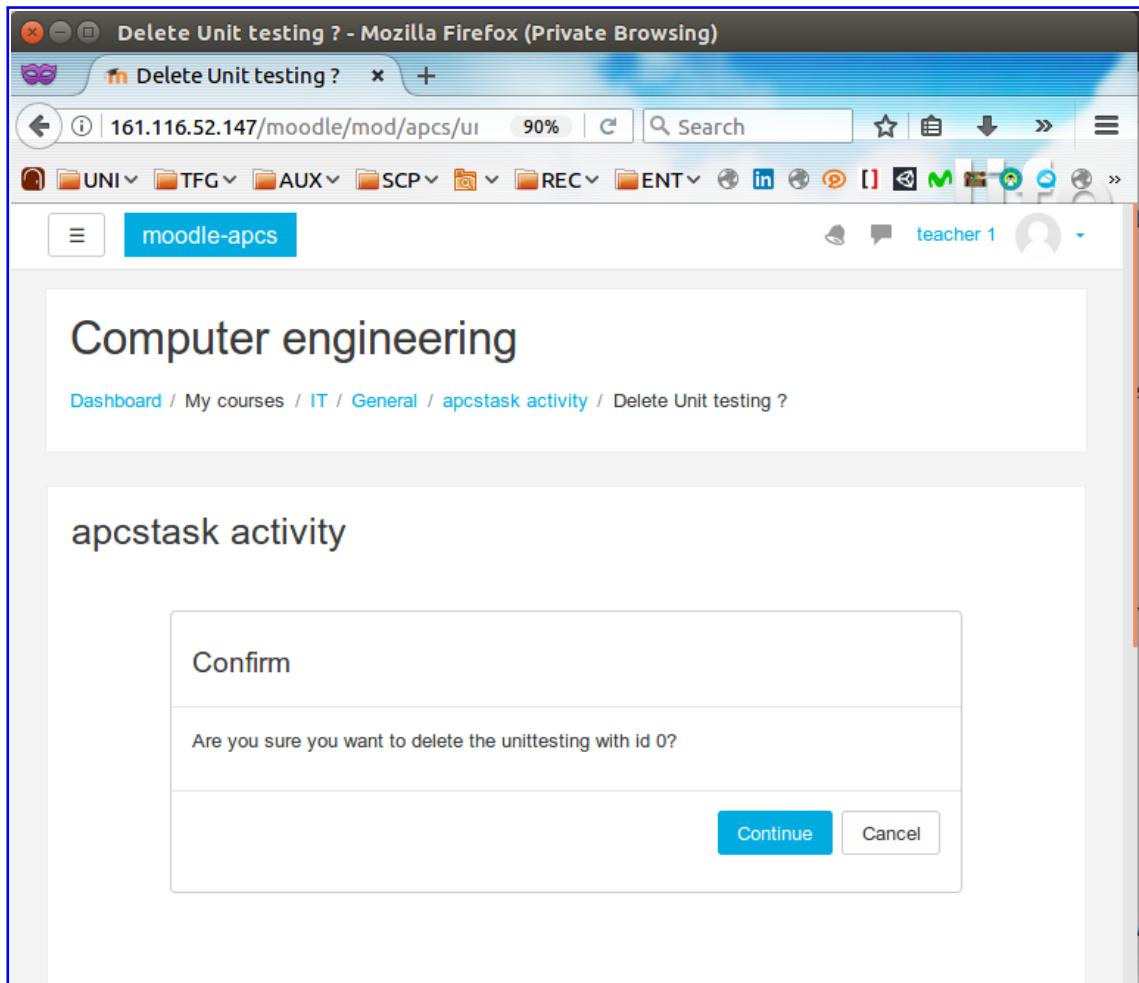 Delete Unit testing ? - Mozilla Firefox (Private Browsing)
Delete Unit testing ? × +
161.116.52.147/moodle/mod/apcs/ 90% Search
UNI TFG AUX SCP REC ENT
moodle-apcs teacher 1
Computer engineering
Dashboard / My courses / IT / General / apcstask activity / Delete Unit testing ?
apcstask activity
Confirm
Are you sure you want to delete the unittesting with id 0?
Continue Cancel